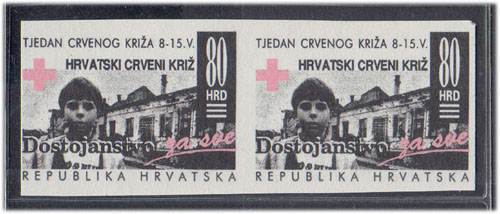 TJEDAN CRVENOG KRIŽA 8-15.V.
HRVATSKI CRVENI KRIŽ
80
HRD
Dostojanstvo
za sve
REPUBLIKA HRVATSKA
TJEDAN CRVENOG KRIŽA 8-15.V.
HRVATSKI CRVENI KRIŽ
80
HRD
Dostojanstvo
za sve
REPUBLIKA HRVATSKA